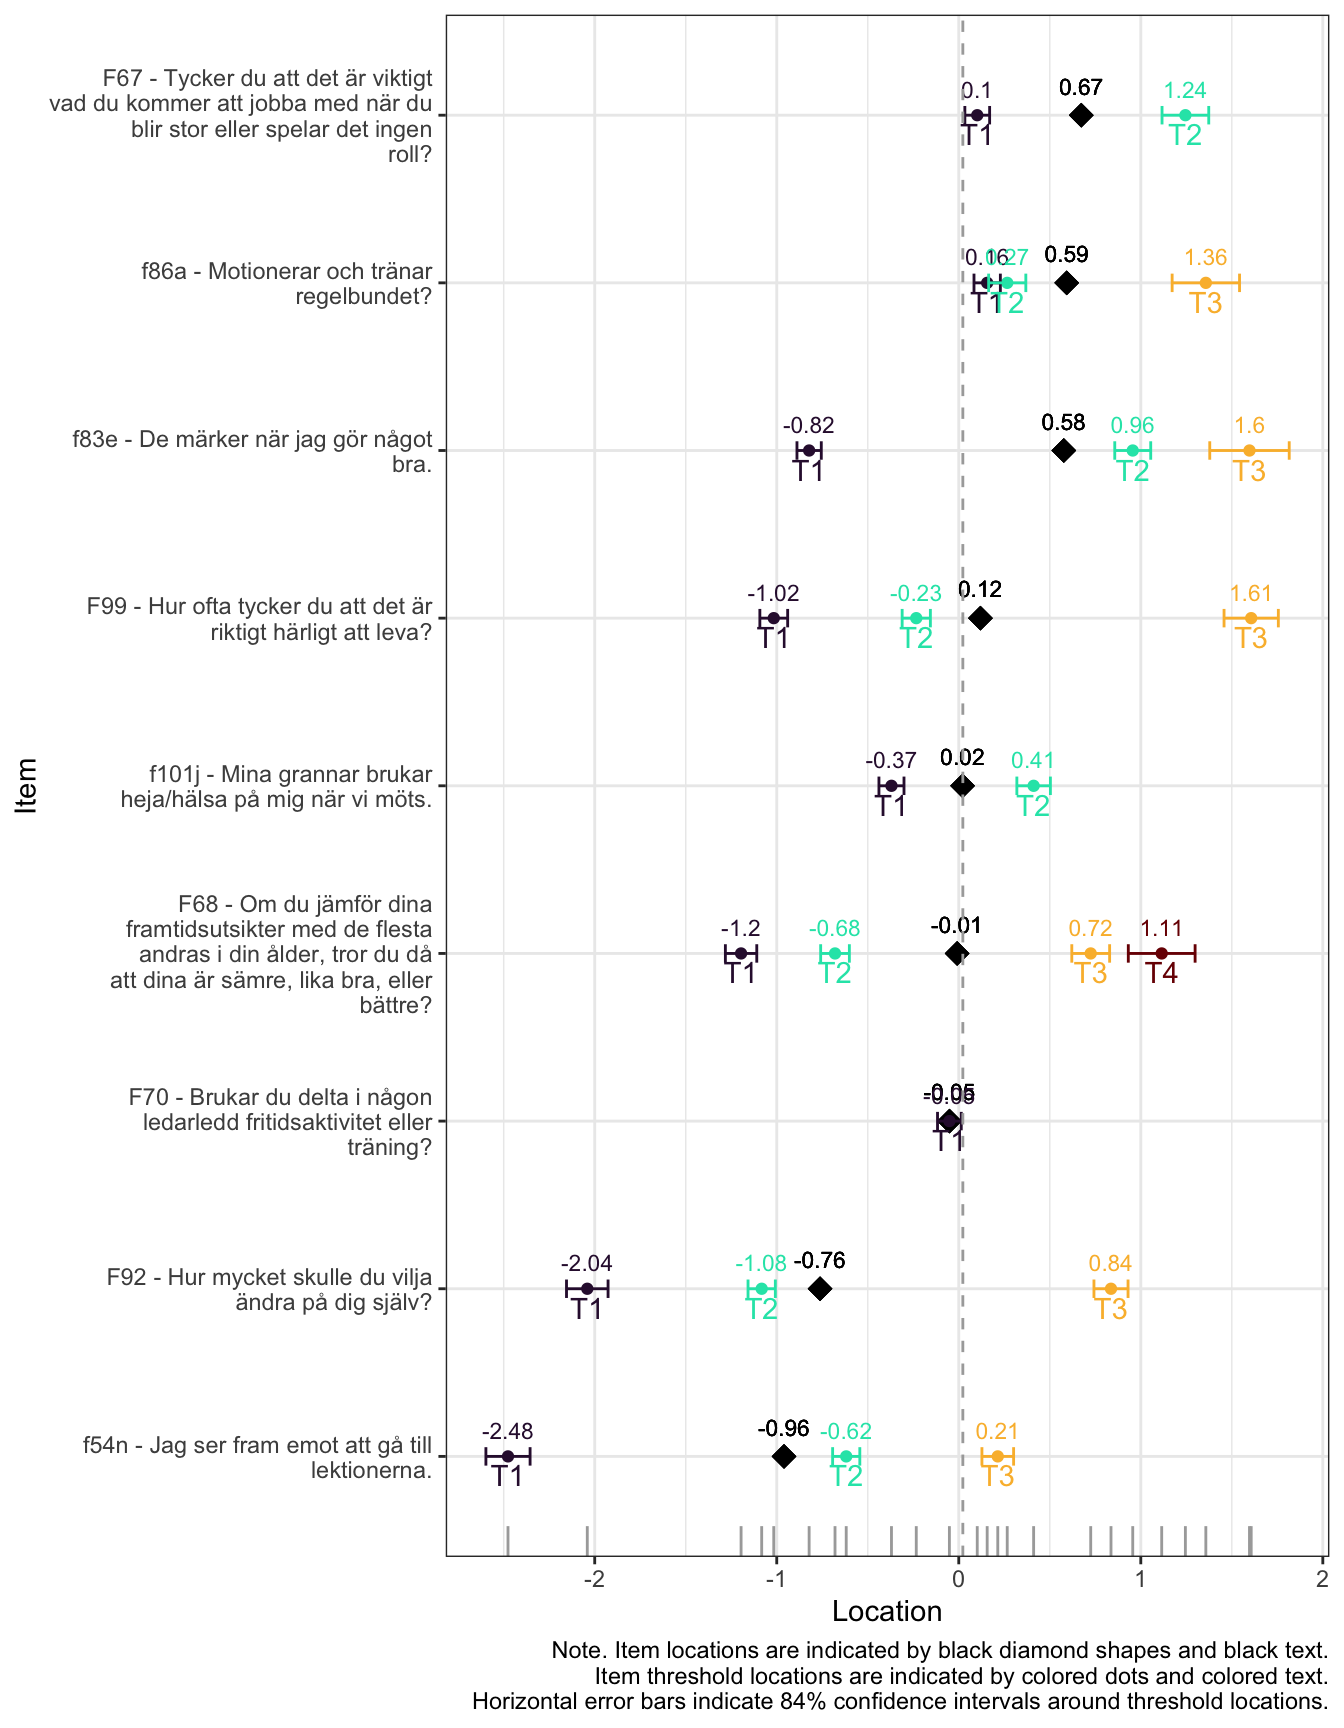 F67 - Tycker du att det är viktigt
vad du kommer att jobba med när du
blir stor eller spelar det ingen
roll?
0.1
0.67
1.24
T1
T2
f86a - Motionerar och tränar
regelbundet?
0.16
0.27
0.59
1.36
T1
T2
T3
f83e - De märker när jag gör något
bra.
-0.82
0.58
0.96
1.6
T1
T2
T3
F99 - Hur ofta tycker du att det är
riktigt härligt att leva?
-1.02
-0.23
0.12
1.61
T1
T2
T3
f101j - Mina grannar brukar
heja/hälsa på mig när vi möts.
-0.37
0.02
0.41
T1
T2
F68 - Om du jämför dina
framtidsutsikter med de flesta
andras i din ålder, tror du då
att dina är sämre, lika bra, eller
bättre?
-1.2
-0.68
-0.01
0.72
1.11
T1
T2
T3
T4
F70 - Brukar du delta i någon
ledarledd fritidsaktivitet eller
träning?
-0.05
-0.05
T1
F92 - Hur mycket skulle du vilja
ändra på dig själv?
-2.04
-1.08
-0.76
0.84
T1
T2
T3
f54n - Jag ser fram emot att gå till
lektionerna.
-2.48
-0.96
-0.62
0.21
T1
T2
T3
Item
-2
-1
0
1
2
Location
Note. Item locations are indicated by black diamond shapes and black text.
Item threshold locations are indicated by colored dots and colored text.
Horizontal error bars indicate 84% confidence intervals around threshold locations.